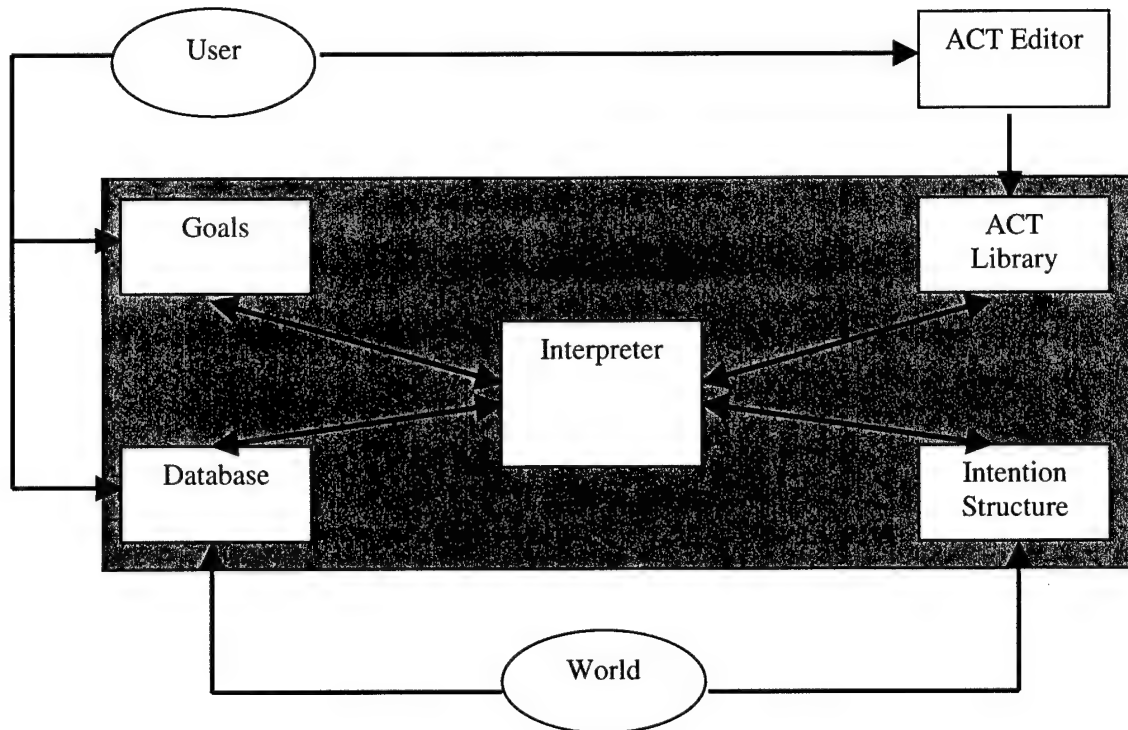 User
ACT Editor
Goals
ACT
Library
Interpreter
Database
Intention
Structure
World